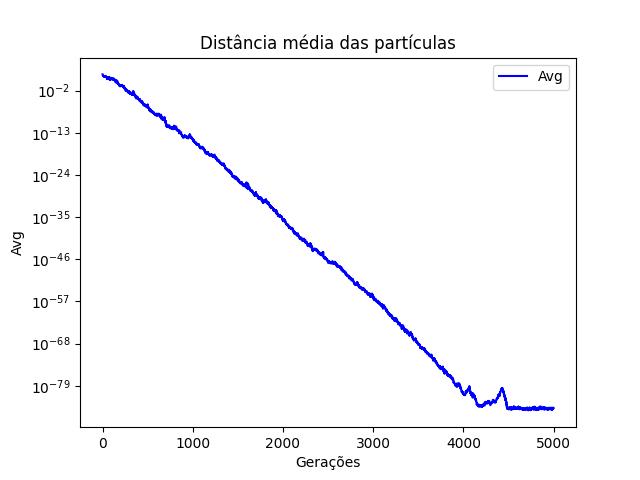 Distância média das partículas
Avg
Avg
10⁻²
10⁻¹³
10⁻²⁴
10⁻³⁵
10⁻⁴⁶
10⁻⁵⁷
10⁻⁶⁸
10⁻⁷⁹
0 1000 2000 3000 4000 5000
Gerações